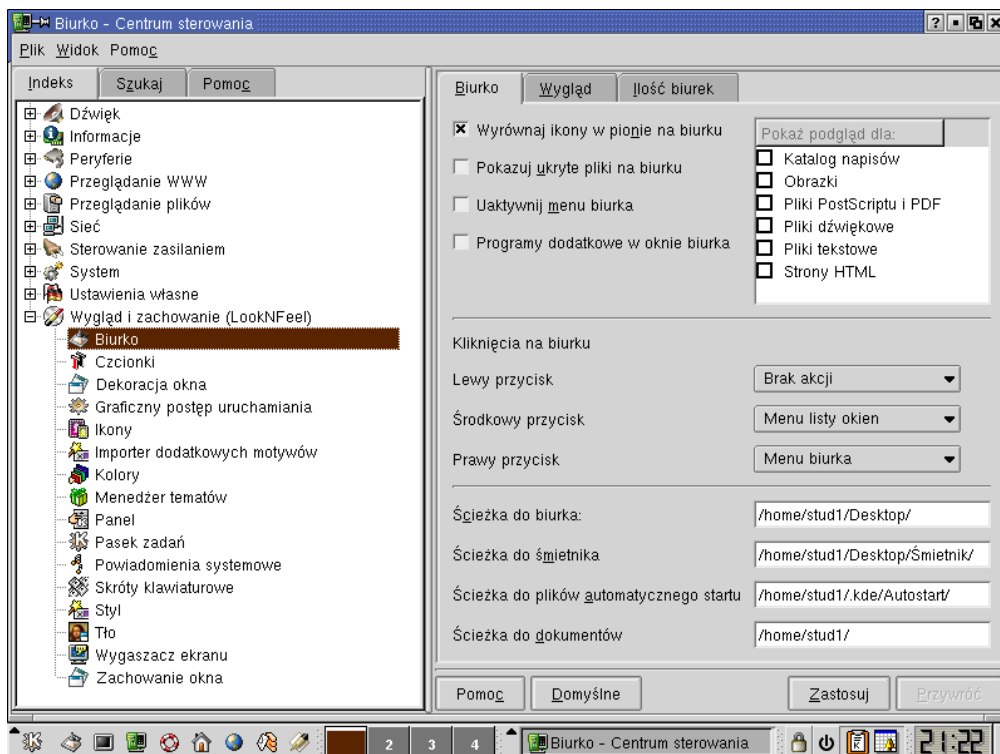 Biurko - Centrum sterowania
Plik Widok Pomoc
Indeks Szukaj Pomoc
Dźwięk
Informacje
Peryferie
Przeglądanie WWW
Przeglądanie plików
Sieć
Sterowanie zasilaniem
System
Ustawienia własne
Wygląd i zachowanie (LookNFeel)
Biurko
Czcionki
Dekoracja okna
Graficzny postęp uruchamiania
Ikony
Importer dodatkowych motywów
Kolory
Menedżer tematów
Panel
Pasek zadań
Powiadomienia systemowe
Skróty klawiaturowe
Styl
Tło
Wygaszacz ekranu
Zachowanie okna
Biurko Wygląd Ilość biurek
Wyrównaj ikony w pionie na biurku
Pokazuj ukryte pliki na biurku
Uaktywnij menu biurka
Programy dodatkowe w oknie biurka
Pokaż podgląd dla:
Katalog napisów
Obrazki
Pliki PostScriptu i PDF
Pliki dźwiękowe
Pliki tekstowe
Strony HTML
Kliknięcia na biurku
Lewy przycisk Brak akcji
Środkowy przycisk Menu listy okien
Prawy przycisk Menu biurka
Ścieżka do biurka: /home/stud1/Desktop/
Ścieżka do śmietnika /home/stud1/Desktop/Śmietnik/
Ścieżka do plików automatycznego startu /home/stud1/.kde/Autostart/
Ścieżka do dokumentów /home/stud1/
Pomoc Domyślne Zastosuj Przywróć
2 3 4 Biurko - Centrum sterowania 21:22